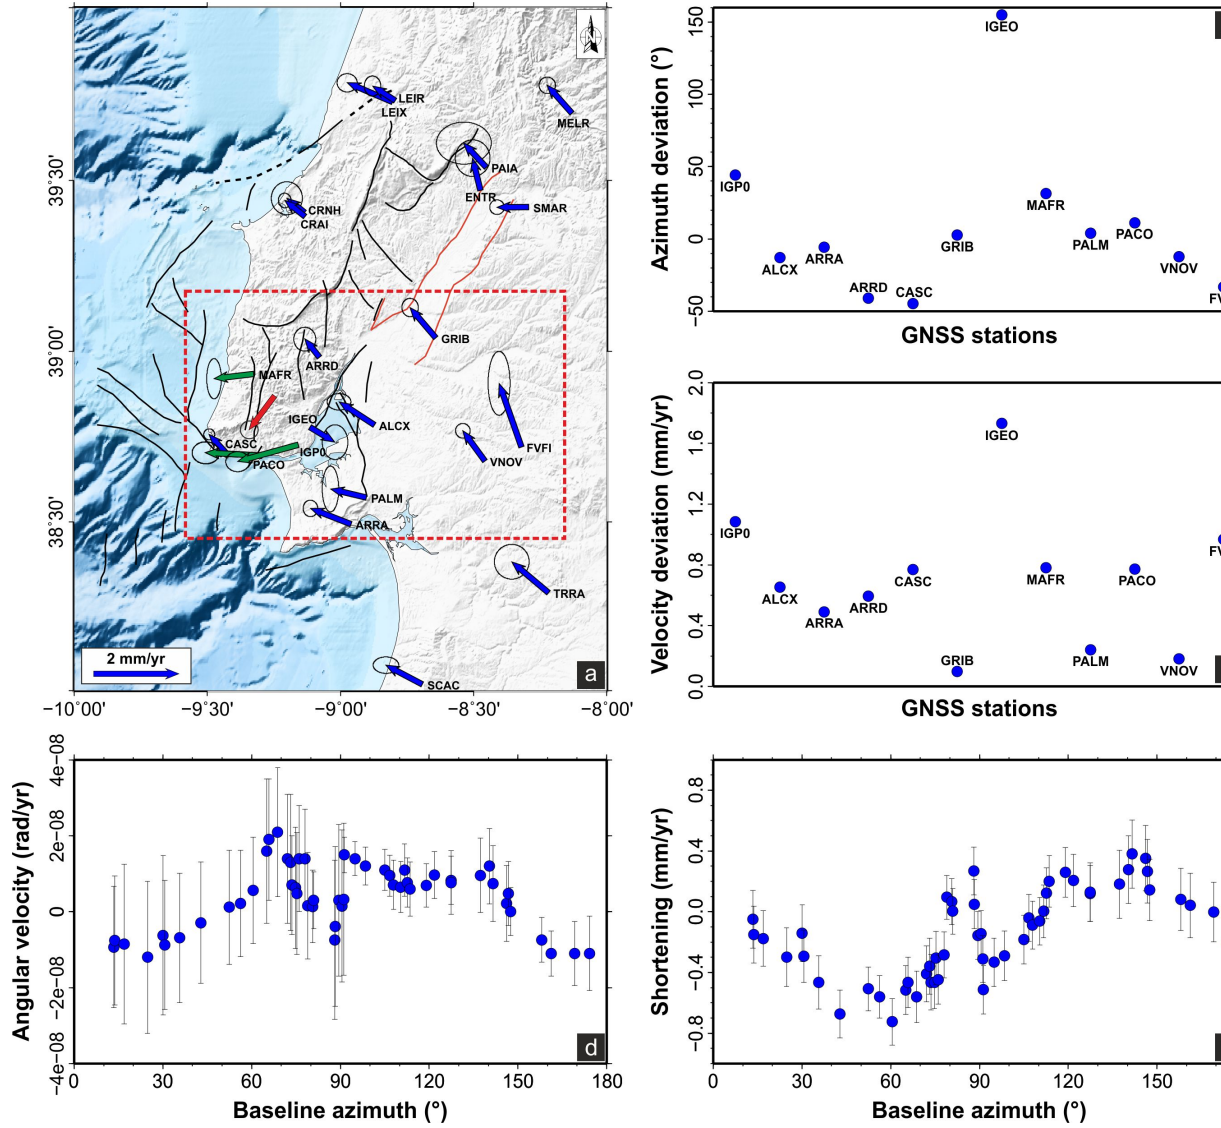 N
LEIR
LEIX
MELR
PAIA
ENTR
SMAR
CRNH
CRAI
GRIB
ARRD
MAFR
IGEO
ALCX
CASC
IGP0
PACO
FVFI
VNOV
PALM
ARRA
TRRA
SCAC
2 mm/yr
a
39°30'
39°00'
38°30'
−10°00' −9°30' −9°00' −8°30' −8°00'
Azimuth deviation (°)
150
100
50
0
−50
IGEO
IGP0
MAFR
PACO
PALM
GRIB
ARRA
ALCX
VNOV
ARRD
CASC
FV
GNSS stations
Velocity deviation (mm/yr)
2.0
1.6
1.2
0.8
0.4
0.0
IGEO
IGP0
FV
CASC
MAFR
PACO
ALCX
ARRD
ARRA
GRIB
PALM
VNOV
GNSS stations
Angular velocity (rad/yr)
4e−08
2e−08
0
−2e−08
−4e−08
d
0 30 60 90 120 150 180
Baseline azimuth (°)
Shortening (mm/yr)
0.8
0.4
0.0
−0.4
−0.8
0 30 60 90 120 150
Baseline azimuth (°)